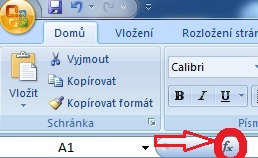 Domů Vložení Rozložení strán
Vložit
Vyjmout
Kopírovat
Kopírovat formát
Schránka
Calibri
B I U
Písm
A1 fx